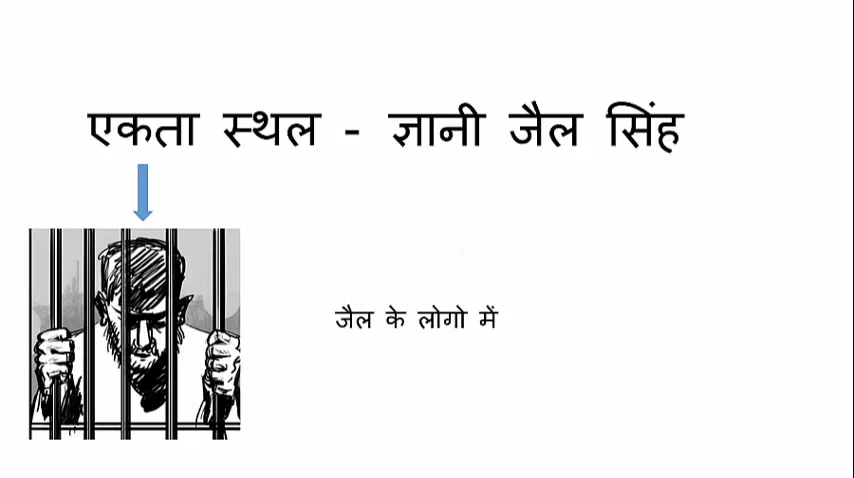 एकता स्थल - ज्ञानी जैल सिंह
जैल के लोगो में